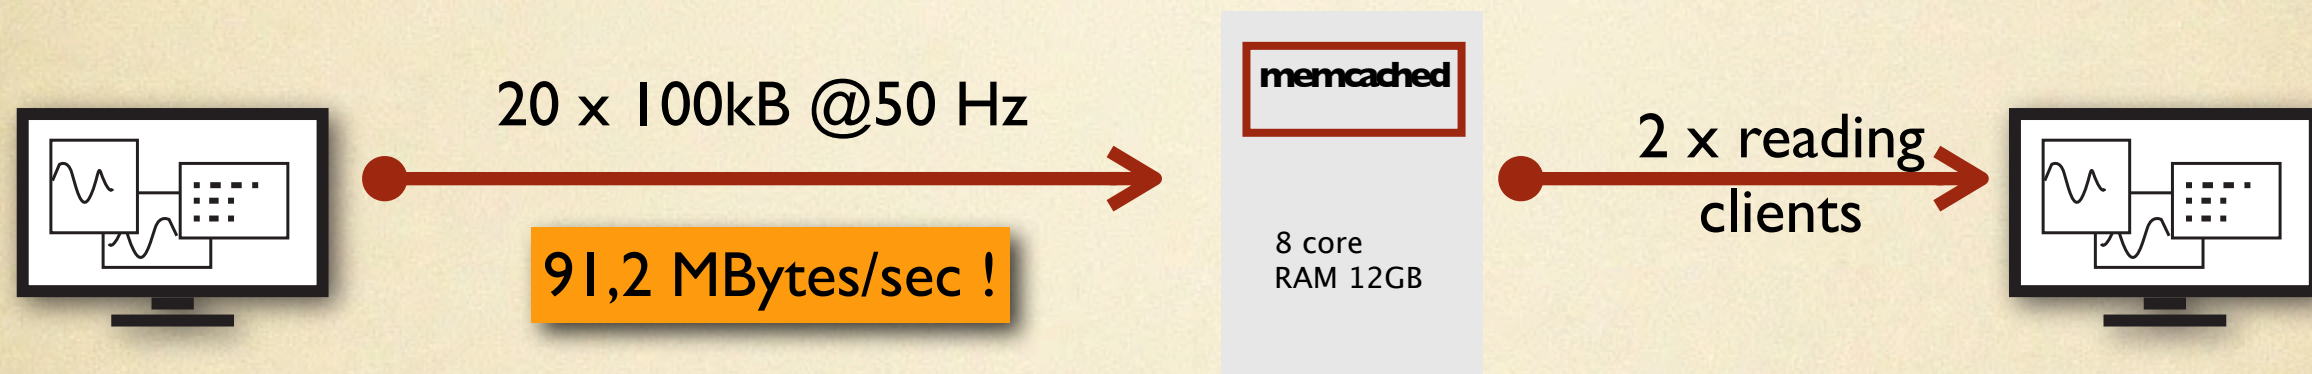 20 x 100kB @50 Hz
91,2 MBytes/sec !
memcached
8 core
RAM 12GB
2 x reading
clients